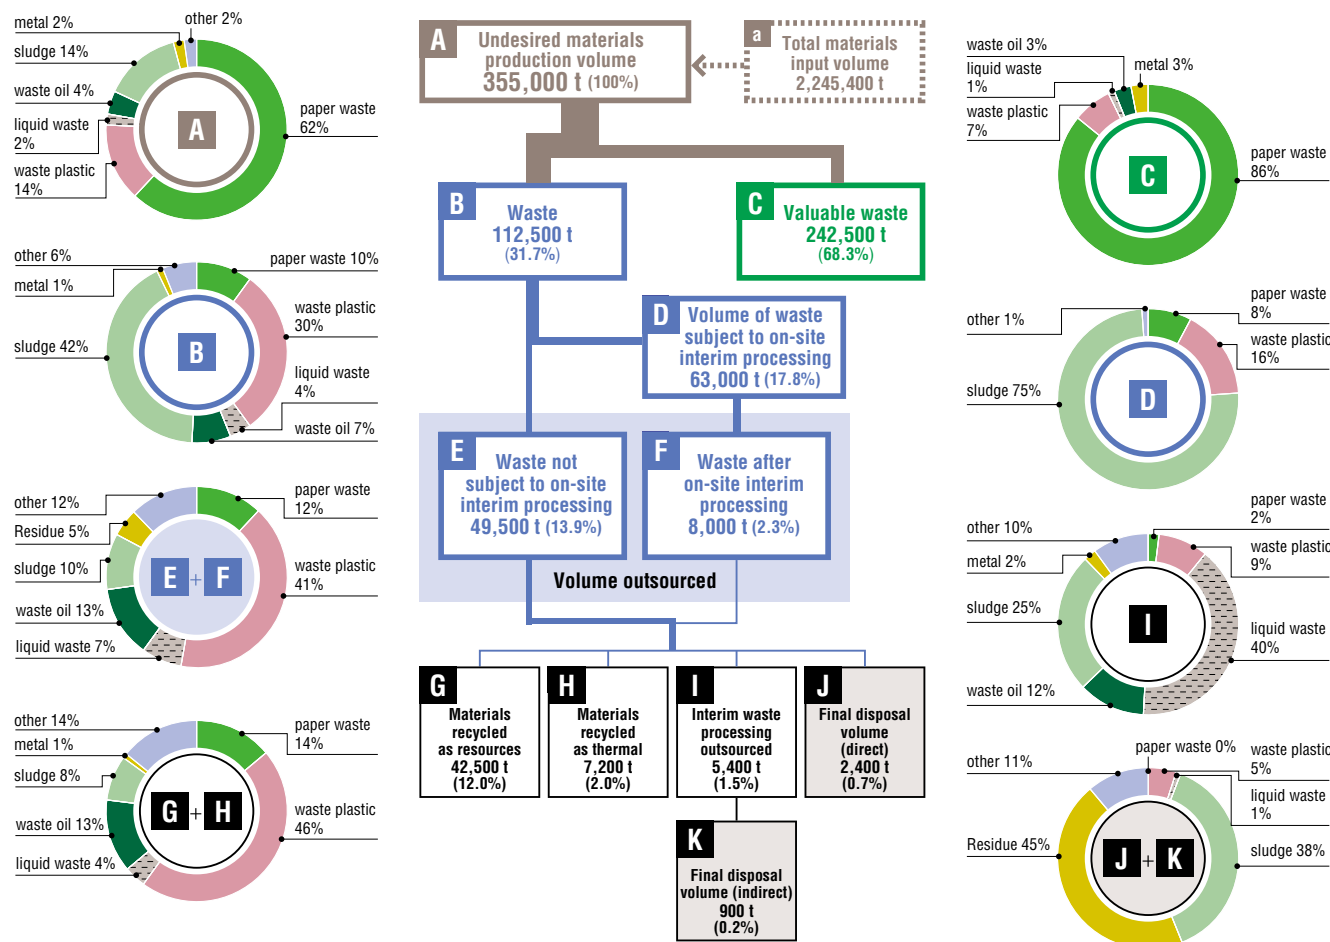 metal 2%
other 2%
sludge 14%
waste oil 4%
liquid waste
2%
waste plastic
14%
paper waste
62%
A
A
Undesired materials
production volume
355,000 t (100%)
a
Total materials
input volume
2,245,400 t
waste oil 3%
liquid waste
1%
metal 3%
waste plastic
7%
paper waste
86%
C
B
Waste
112,500 t
(31.7%)
C
Valuable waste
242,500 t
(68.3%)
other 6%
metal 1%
paper waste 10%
waste plastic
30%
sludge 42%
liquid waste
4%
waste oil 7%
B
D
Volume of waste
subject to on-site
interim processing
63,000 t (17.8%)
other 1%
paper waste
8%
waste plastic
16%
sludge 75%
D
E
Waste not
subject to on-site
interim processing
49,500 t (13.9%)
F
Waste after
on-site interim
processing
8,000 t (2.3%)
Volume outsourced
other 12%
Residue 5%
sludge 10%
waste oil 13%
liquid waste 7%
paper waste
12%
waste plastic
41%
E + F
other 10%
metal 2%
sludge 25%
waste oil 12%
paper waste
2%
waste plastic
9%
liquid waste
40%
I
G
Materials
recycled
as resources
42,500 t
(12.0%)
H
Materials
recycled
as thermal
7,200 t
(2.0%)
I
Interim waste
processing
outsourced
5,400 t
(1.5%)
J
Final disposal
volume
(direct)
2,400 t
(0.7%)
K
Final disposal
volume (indirect)
900 t
(0.2%)
other 14%
metal 1%
sludge 8%
waste oil 13%
liquid waste 4%
paper waste
14%
waste plastic
46%
G + H
other 11%
paper waste 0%
waste plastic
5%
liquid waste
1%
Residue 45%
sludge 38%
J + K